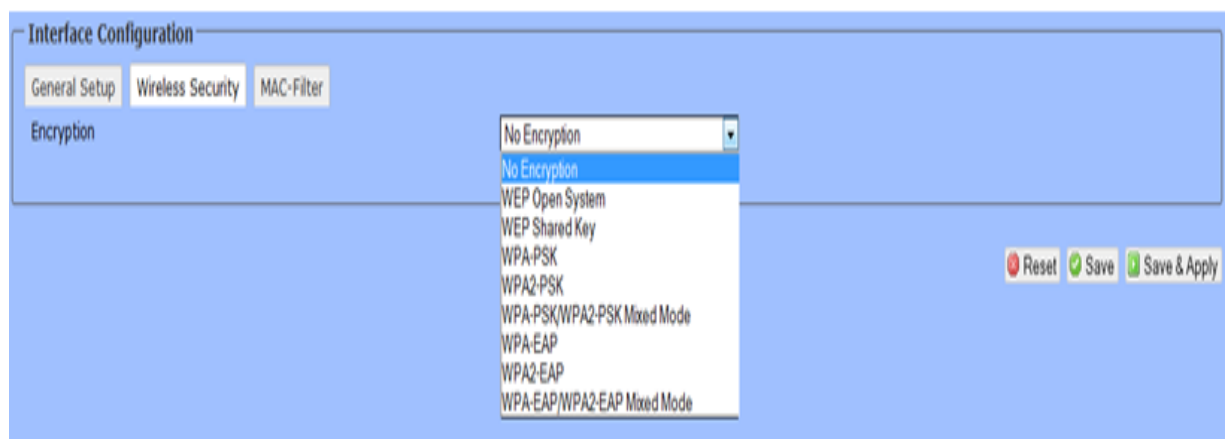 Interface Configuration
General Setup Wireless Security MAC-Filter
Encryption No Encryption
No Encryption
WEP Open System
WEP Shared Key
WPA-PSK
WPA2-PSK
WPA-PSK/WPA2-PSK Mixed Mode
WPA-EAP
WPA2-EAP
WPA-EAP/WPA2-EAP Mixed Mode
Reset Save Save & Apply